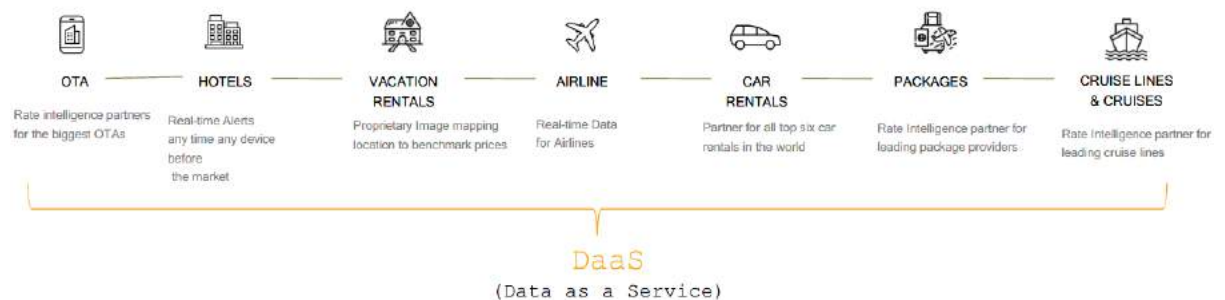 OTA
Rate intelligence partners
for the biggest OTAs
HOTELS
Real-time Alerts
any time any device
before
the market
VACATION
RENTALS
Proprietary Image mapping
location to benchmark prices
AIRLINE
Real-time Data
for Airlines
CAR
RENTALS
Partner for all top six car
rentals in the world
PACKAGES
Rate Intelligence partner for
leading package providers
CRUISE LINES
& CRUISES
Rate Intelligence partner for
leading cruise lines
DaaS
(Data as a Service)